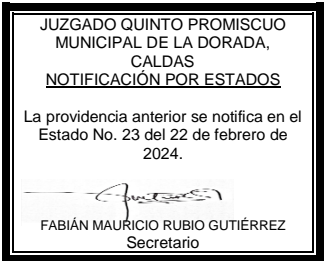 JUZGADO QUINTO PROMISCUO
MUNICIPAL DE LA DORADA,
CALDAS
NOTIFICACIÓN POR ESTADOS
La providencia anterior se notifica en el
Estado No. 23 del 22 de febrero de
2024.
FABIÁN MAURICIO RUBIO GUTIÉRREZ
Secretario